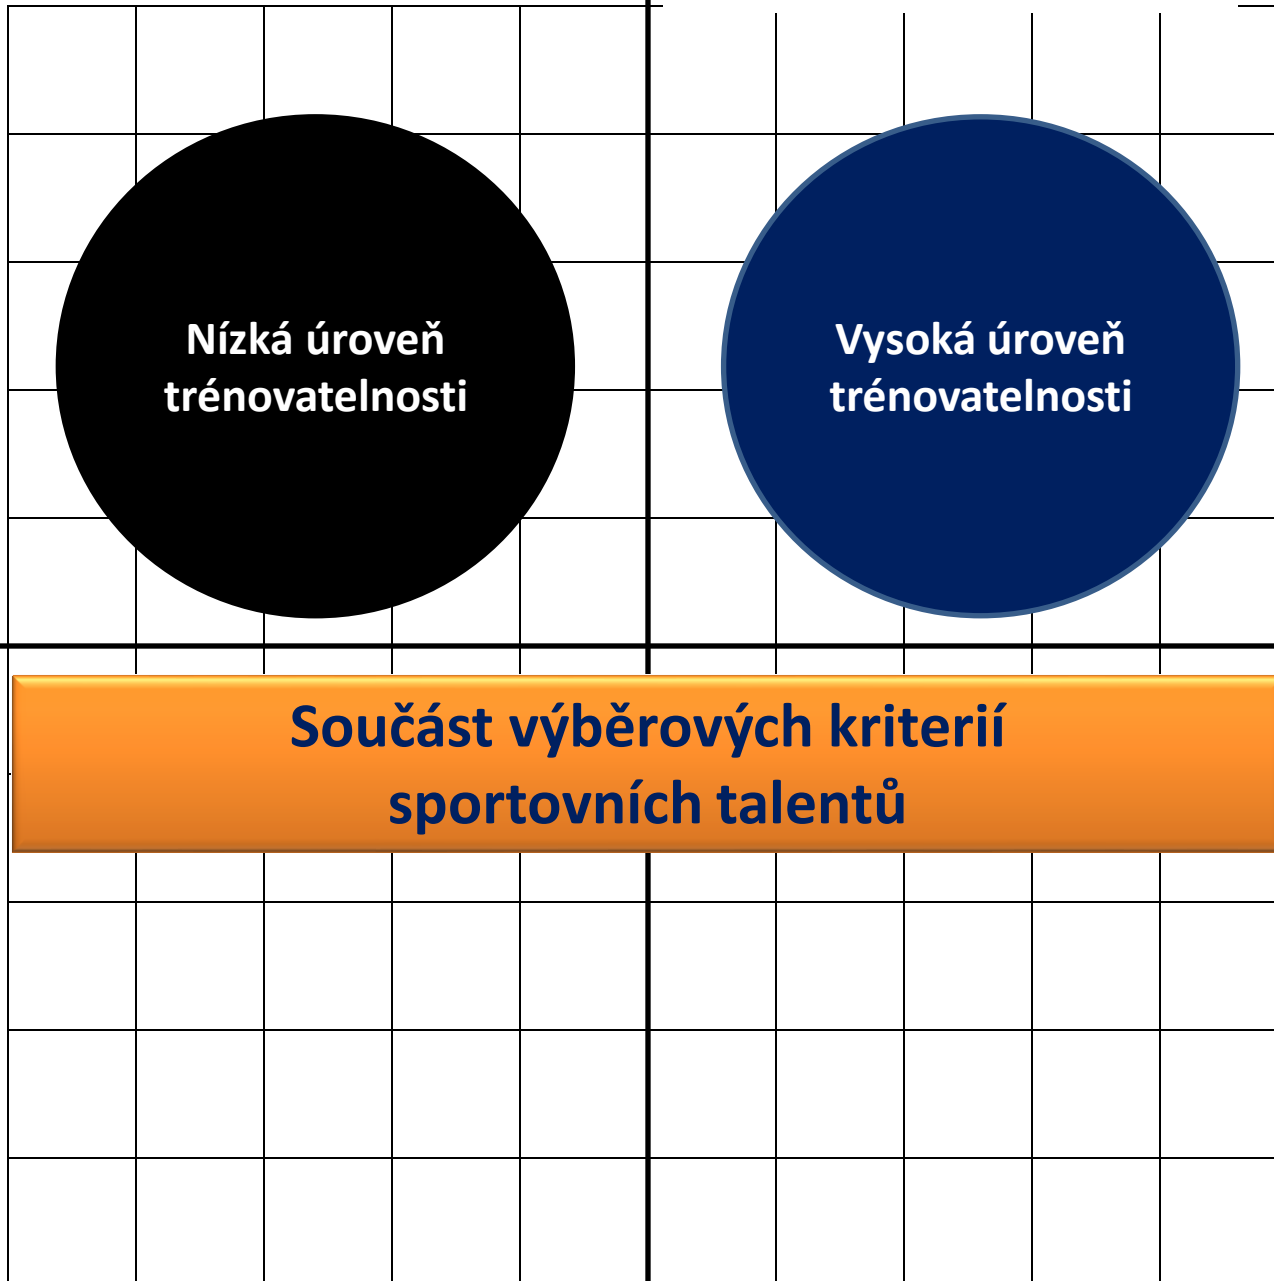 Nízká úroveň
trénovatelnosti
Vysoká úroveň
trénovatelnosti
Součást výběrových kriterií
sportovních talentů